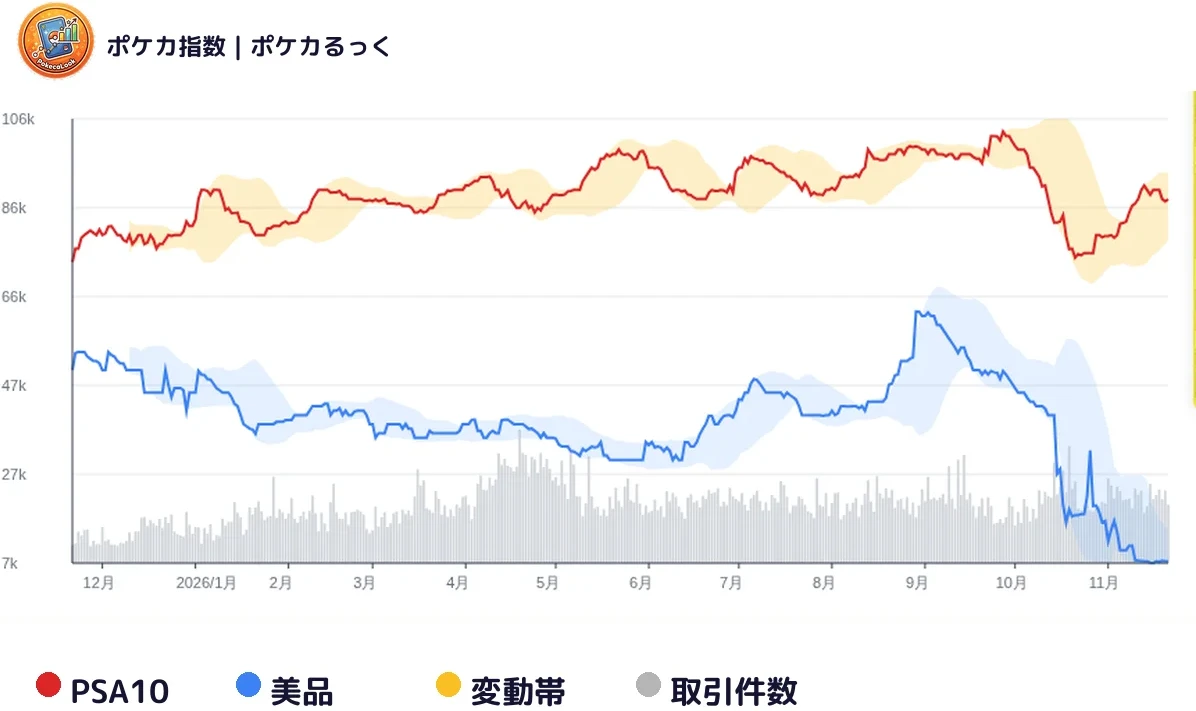 PokecaLook
ポケカ指数 | ポケカるっく
106k
86k
66k
47k
27k
7k
12月 2026/1月 2月 3月 4月 5月 6月 7月 8月 9月 10月 11月
PSA10 美品 変動帯 取引件数